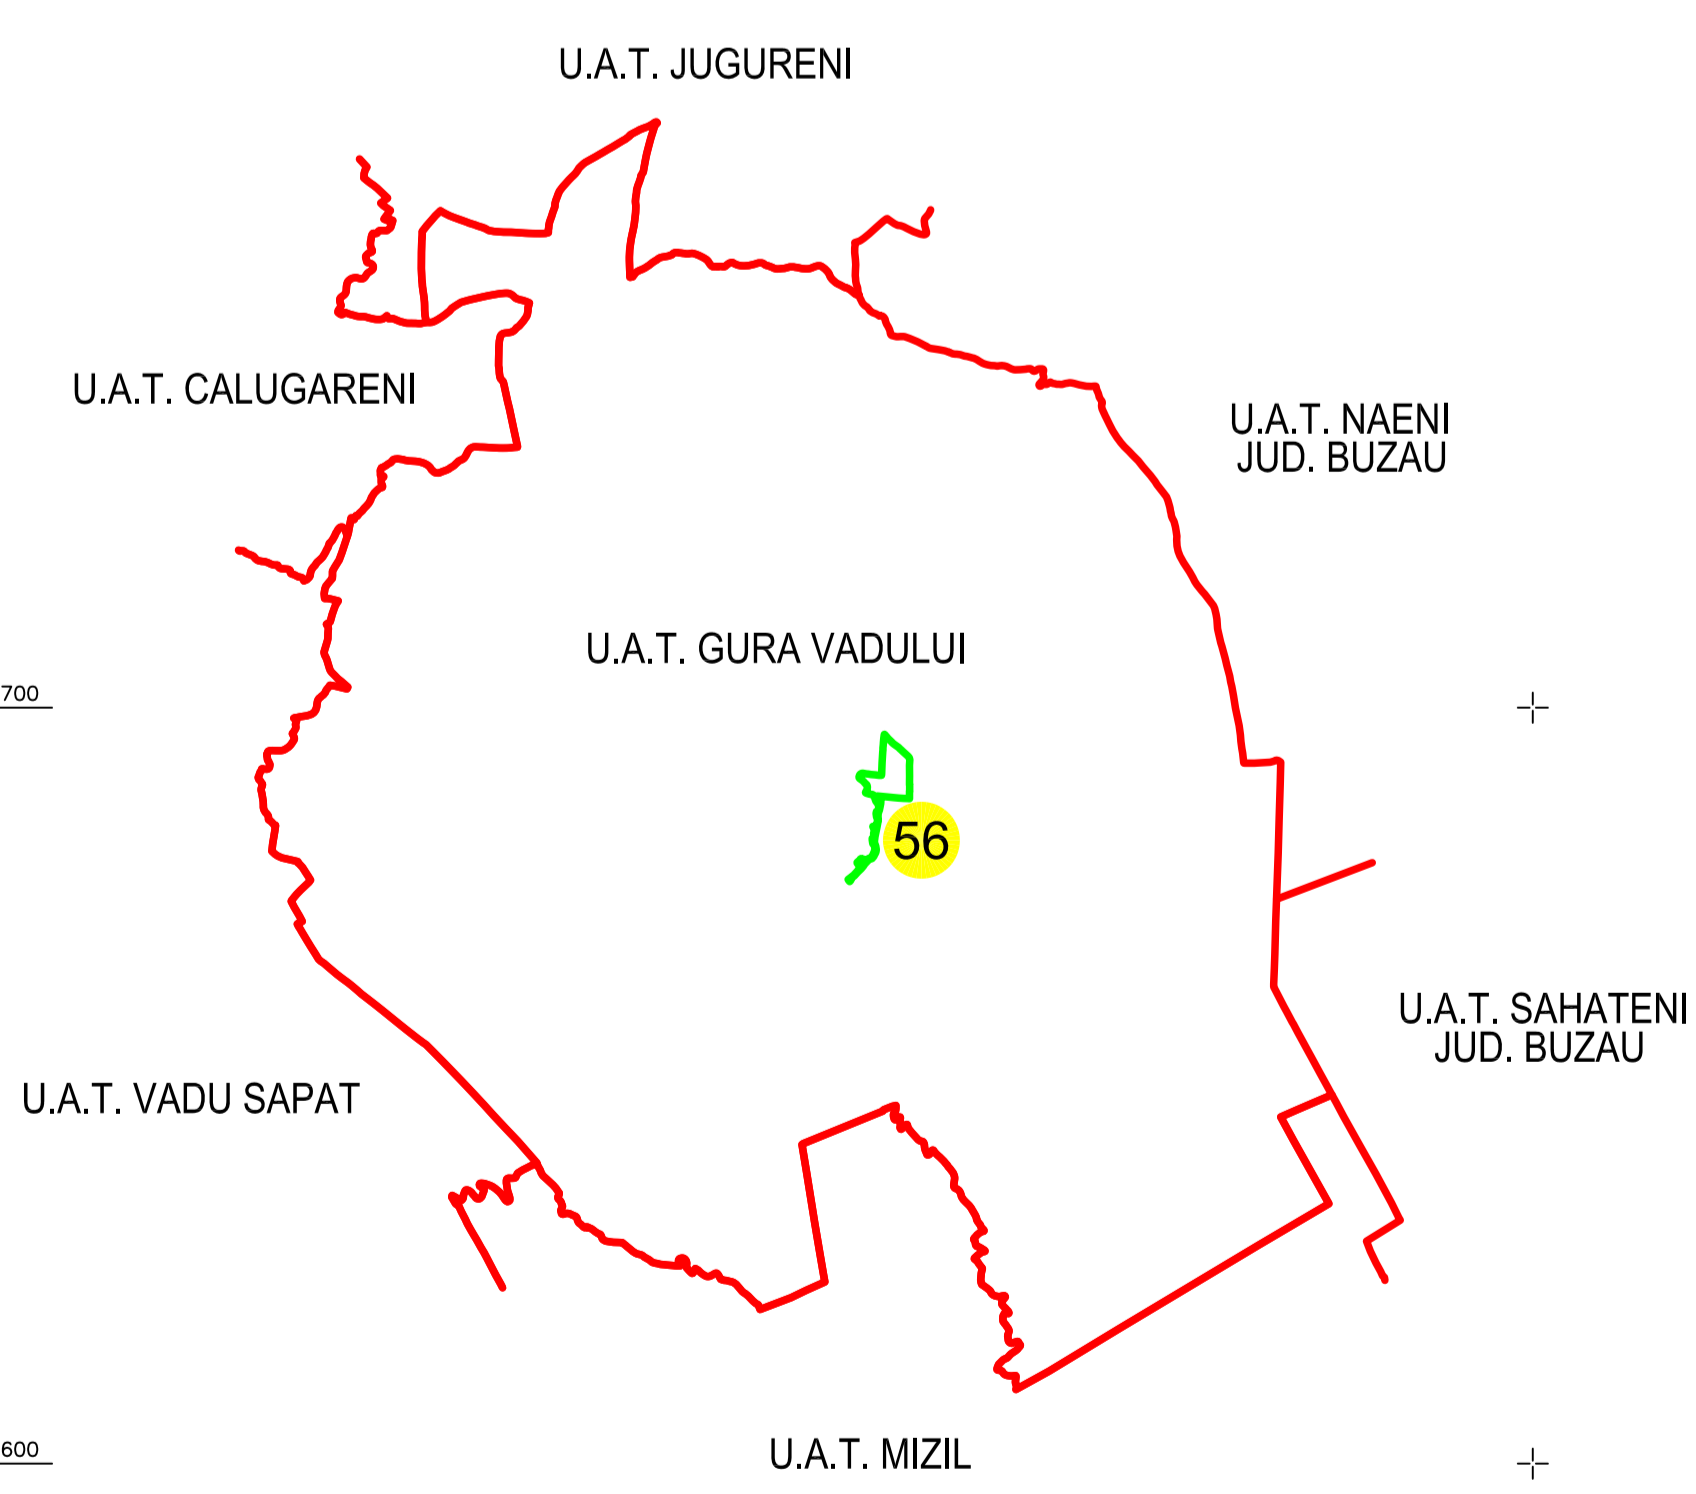 U.A.T. JUGURENI
U.A.T. CALUGARENI
U.A.T. NAENI
JUD. BUZAU
U.A.T. GURA VADULUI
700
56
U.A.T. SAHATENI
JUD. BUZAU
U.A.T. VADU SAPAT
600
U.A.T. MIZIL